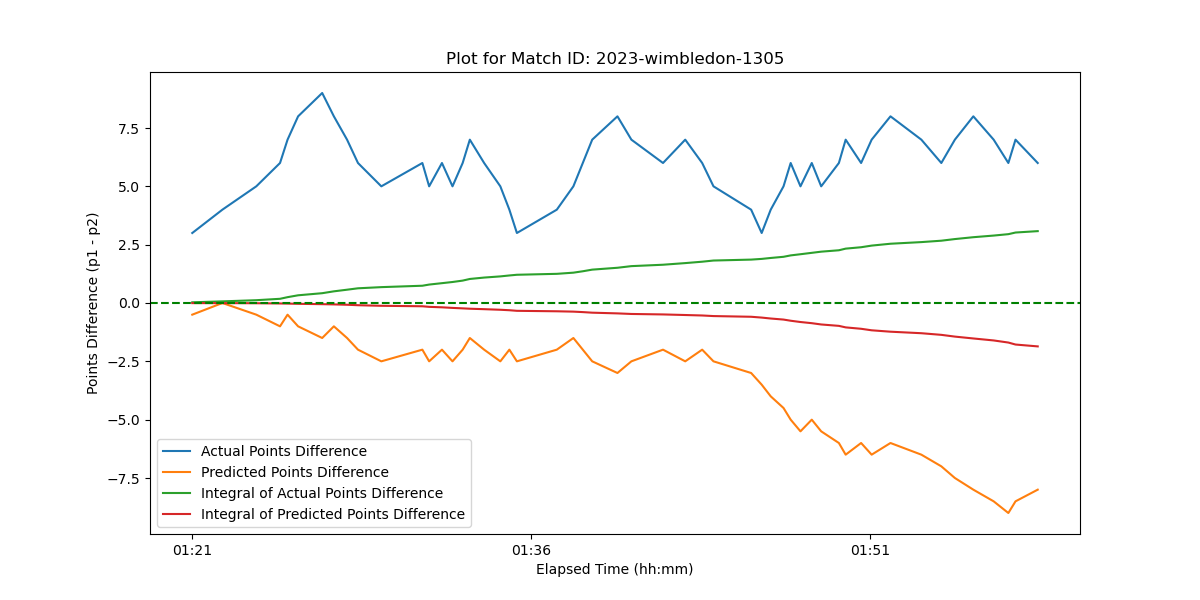 Plot for Match ID: 2023-wimbledon-1305
Points Difference (p1 - p2)
7.5
5.0
2.5
0.0
−2.5
−5.0
−7.5
Actual Points Difference
Predicted Points Difference
Integral of Actual Points Difference
Integral of Predicted Points Difference
01:21
01:36
01:51
Elapsed Time (hh:mm)